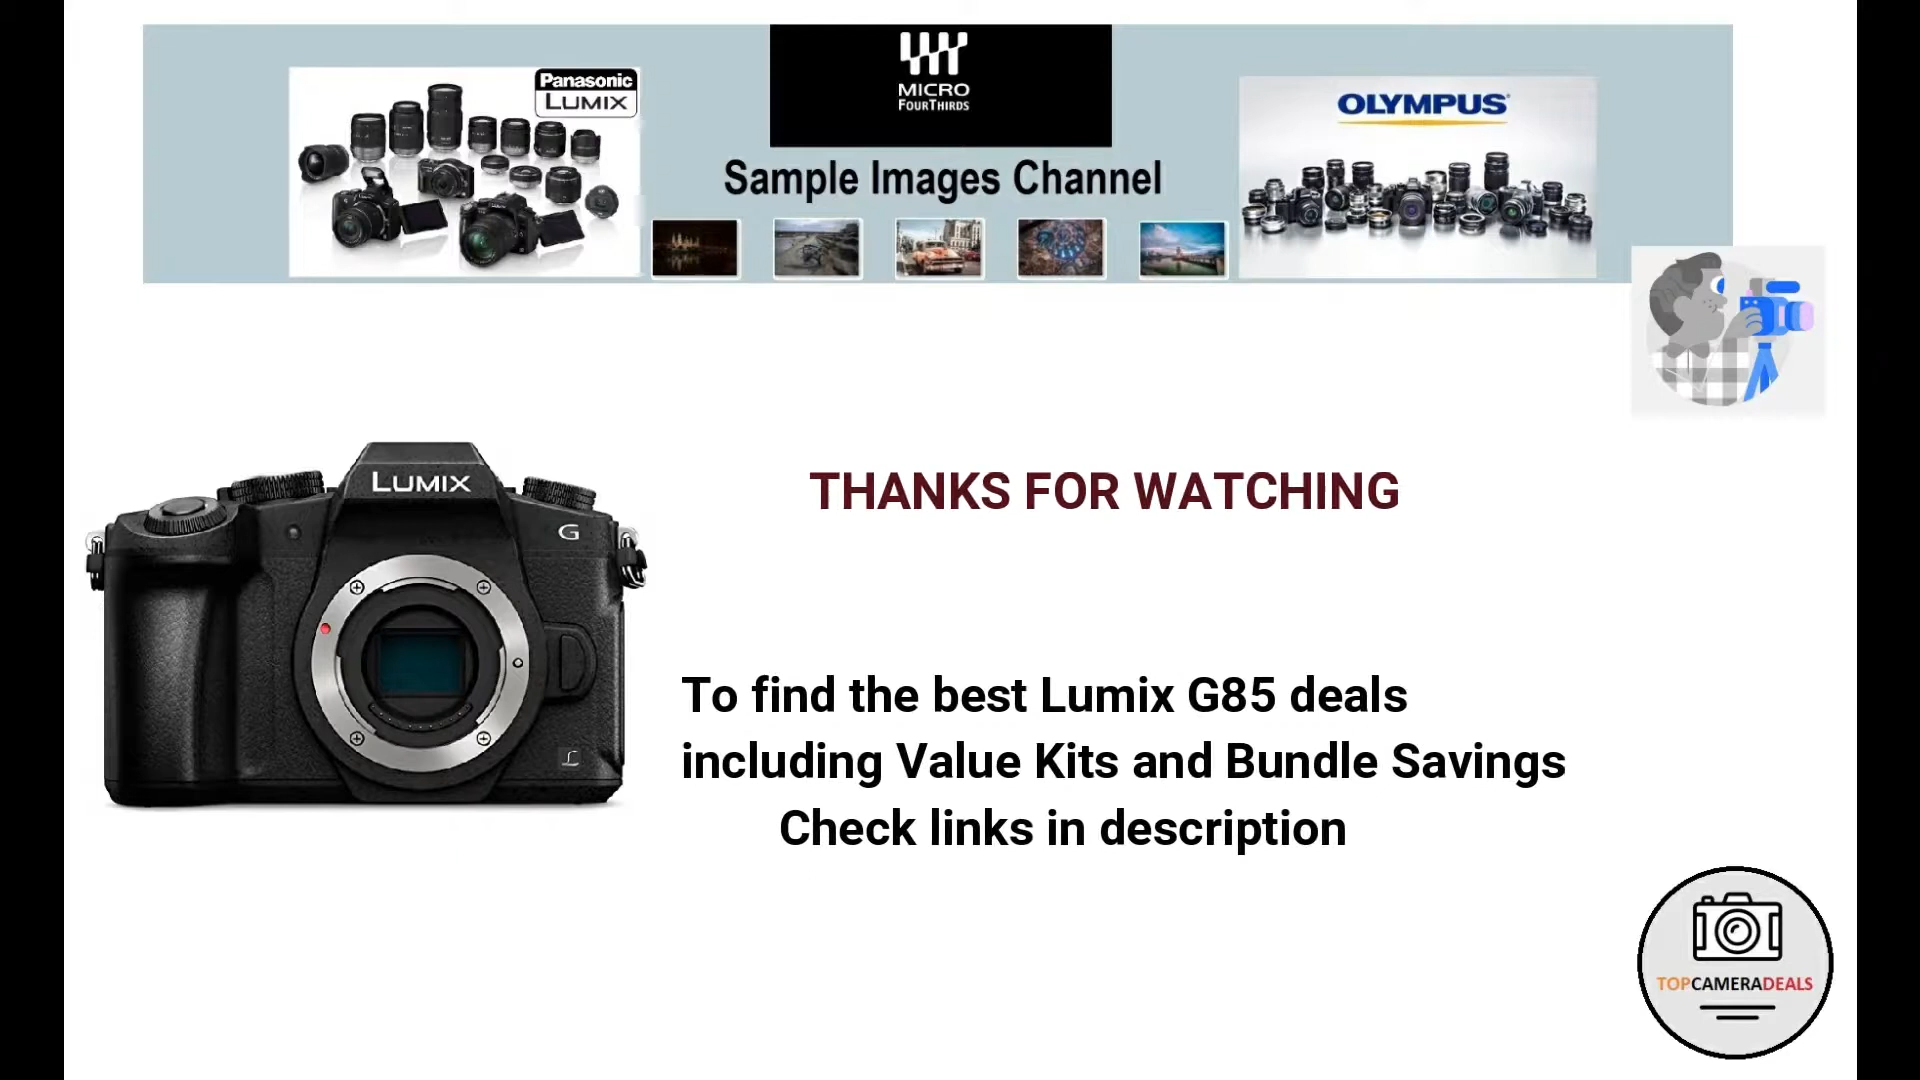 Panasonic
LUMIX
MICRO
FOURTHIRDS
OLYMPUS
Sample Images Channel
LUMIX
G
THANKS FOR WATCHING
To find the best Lumix G85 deals
including Value Kits and Bundle Savings
Check links in description
TOPCAMERADEALS